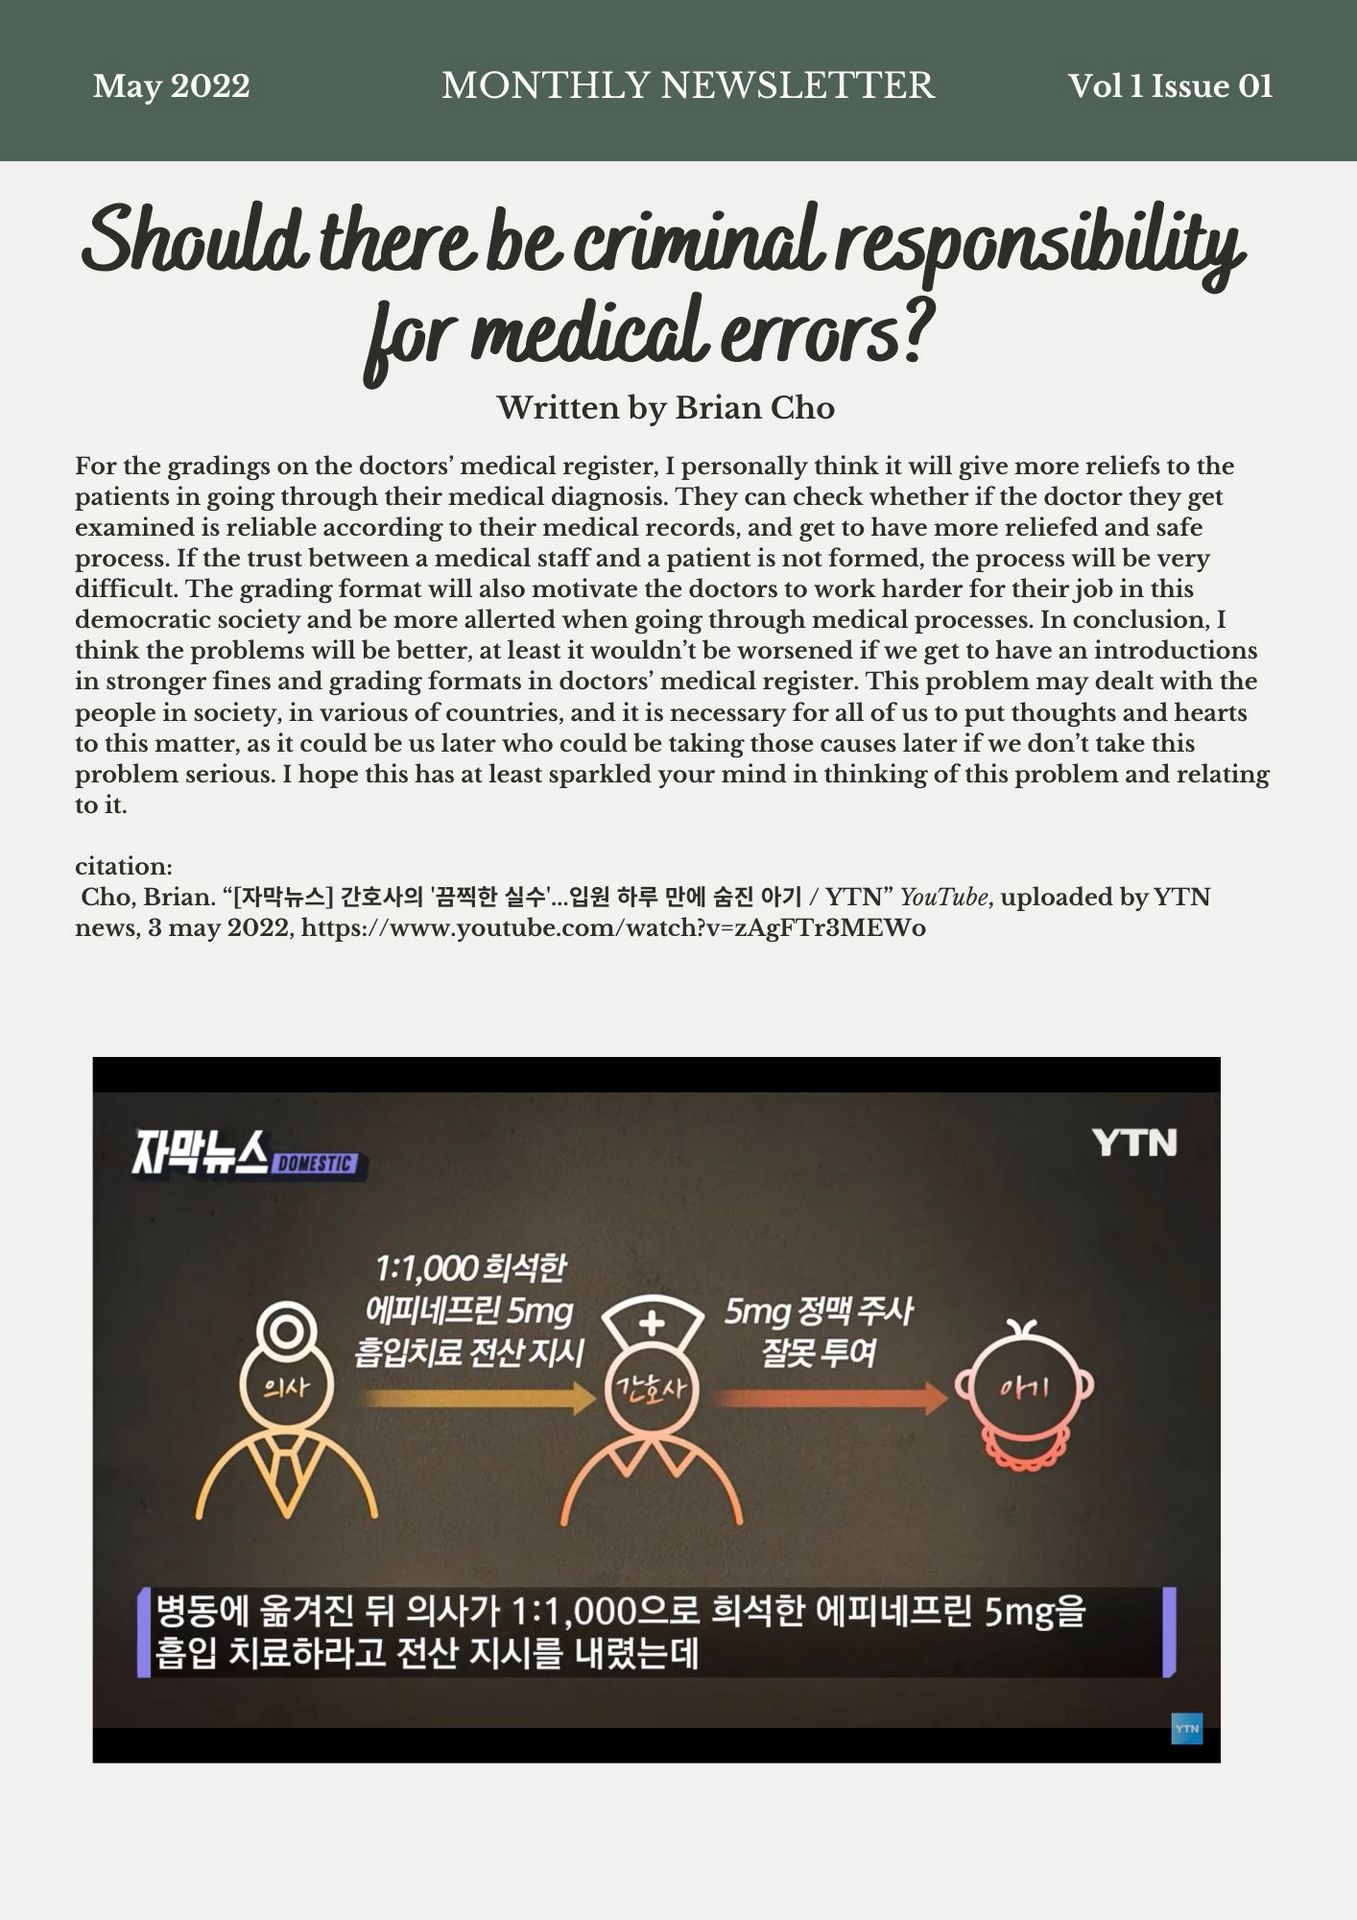 May 2022
MONTHLY NEWSLETTER
Vol 1 Issue 01
Should there be criminal responsibility
for medical errors?
Written by Brian Cho
For the gradings on the doctors’ medical register, I personally think it will give more reliefs to the
patients in going through their medical diagnosis. They can check whether if the doctor they get
examined is reliable according to their medical records, and get to have more reliefed and safe
process. If the trust between a medical staff and a patient is not formed, the process will be very
difficult. The grading format will also motivate the doctors to work harder for their job in this
democratic society and be more allerted when going through medical processes. In conclusion, I
think the problems will be better, at least it wouldn’t be worsened if we get to have an introductions
in stronger fines and grading formats in doctors’ medical register. This problem may dealt with the
people in society, in various of countries, and it is necessary for all of us to put thoughts and hearts
to this matter, as it could be us later who could be taking those causes later if we don’t take this
problem serious. I hope this has at least sparkled your mind in thinking of this problem and relating
to it.
citation:
Cho, Brian. “[자막뉴스] 간호사의 '끔찍한 실수'...입원 하루 만에 숨진 아기 / YTN” YouTube, uploaded by YTN
news, 3 may 2022, https://www.youtube.com/watch?v=zAgFTr3MEWo
자막뉴스 DOMESTIC
YTN
1:1,000 희석한
에피네프린 5mg
흡입치료 전산 지시
5mg 정맥 주사
잘못 투여
의사
간호사
아기
병동에 옮겨진 뒤 의사가 1:1,000으로 희석한 에피네프린 5mg을
흡입 치료하라고 전산 지시를 내렸는데
YTN